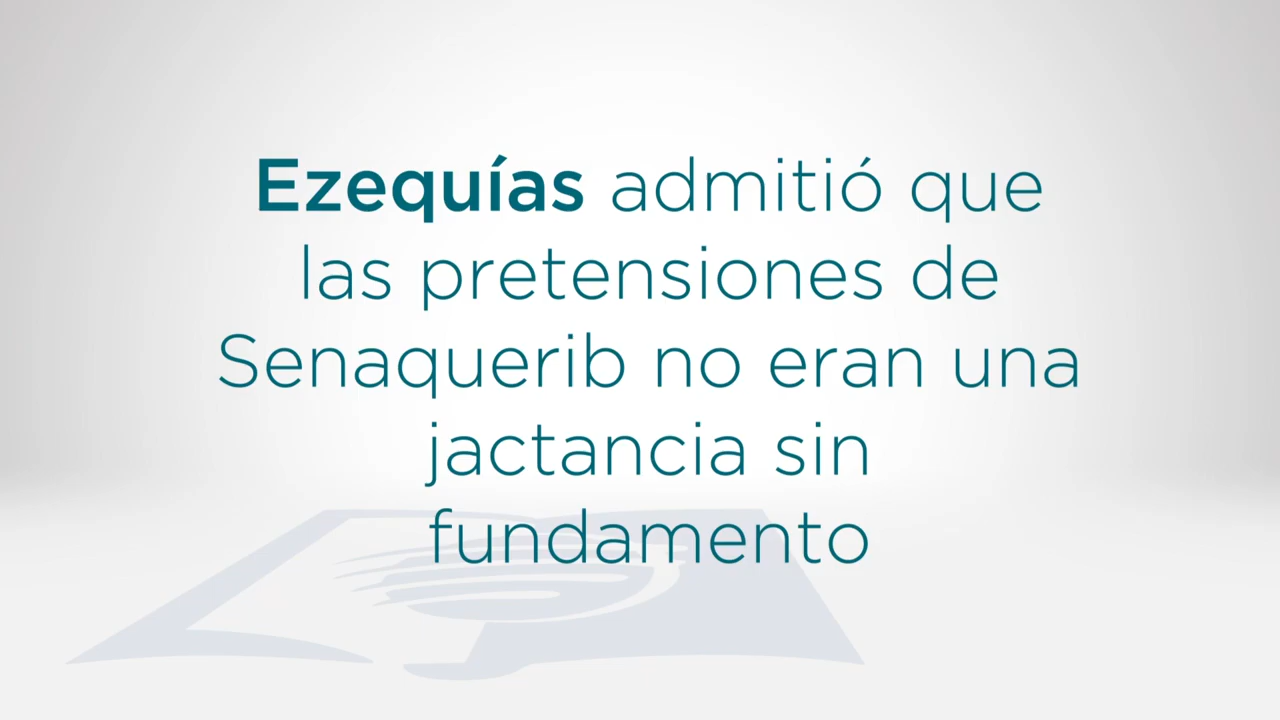 Ezequías admitió que
las pretensiones de
Senaquerib no eran una
jactancia sin
fundamento